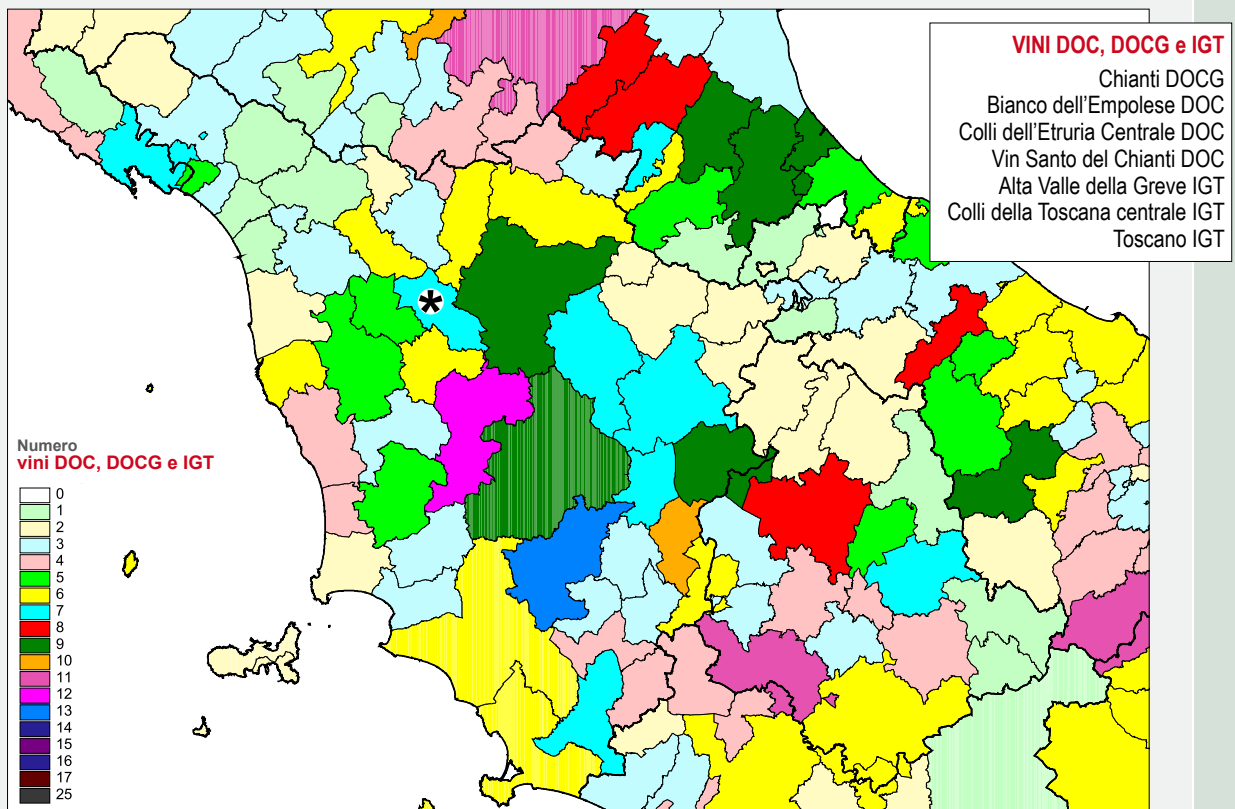 VINI DOC, DOCG e IGT
Chianti DOCG
Bianco dell'Empolese DOC
Colli dell'Etruria Centrale DOC
Vin Santo del Chianti DOC
Alta Valle della Greve IGT
Colli della Toscana centrale IGT
Toscano IGT
*
Numero
vini DOC, DOCG e IGT
0
1
2
3
4
5
6
7
8
9
10
11
12
13
14
15
16
17
25